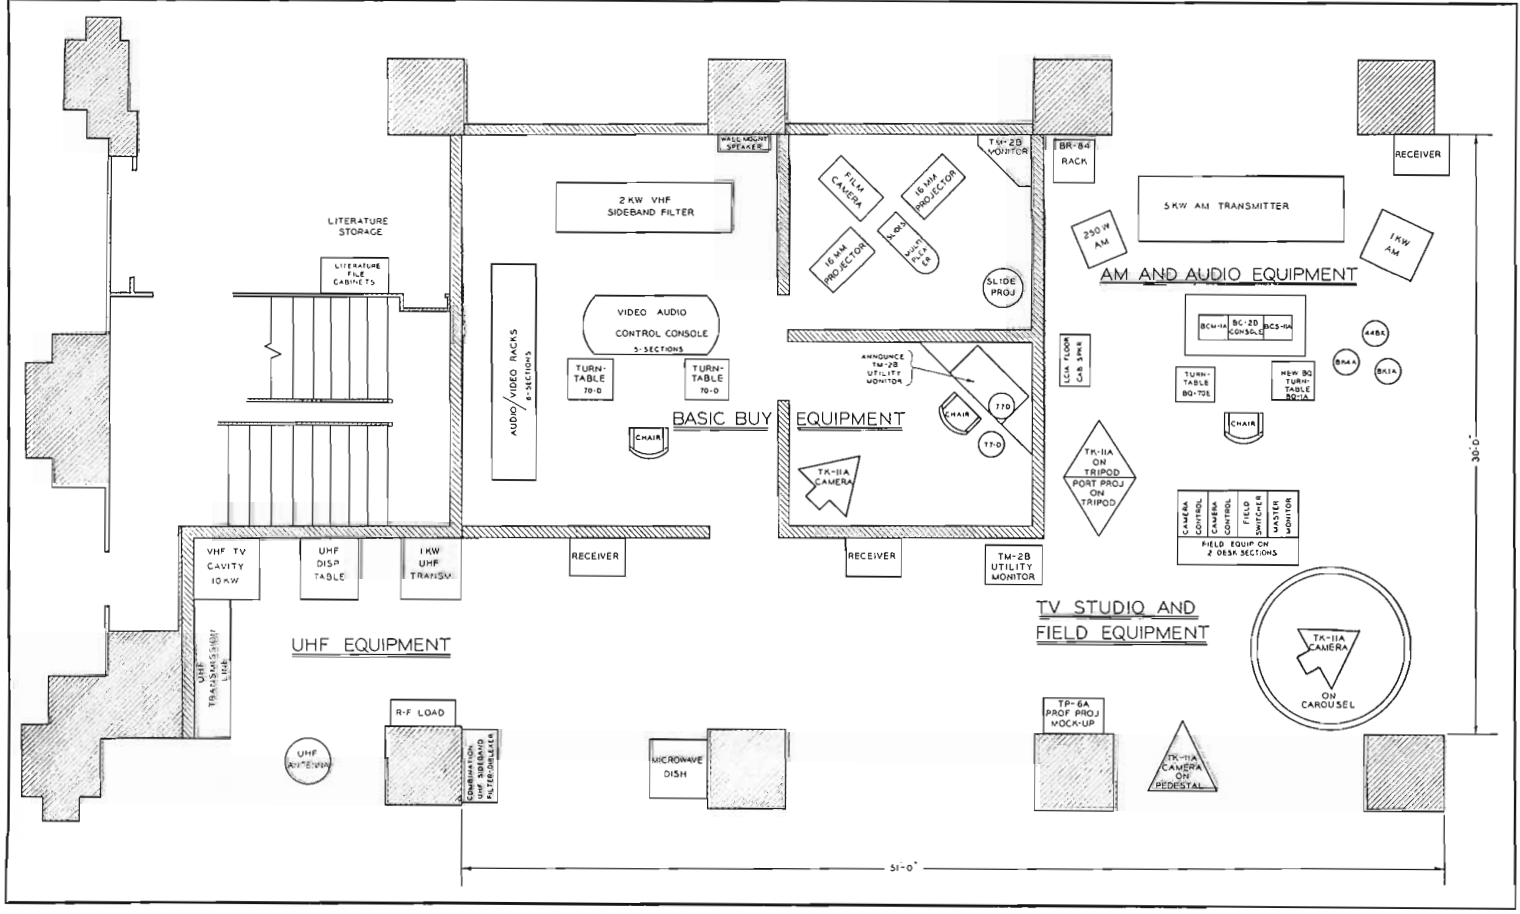 WALL MOUNT
SPEAKER
TM-2B
MONITOR
BR-84
RACK
RECEIVER
2 KW VHF
SIDEBAND FILTER
FILM
CAMERA
16 MM
PROJECTOR
5KW AM TRANSMITTER
LITERATURE
STORAGE
250 W
AM
1 KW
AM
16 MM
PROJECTOR
MULTI
PLEX
ER
LITERATURE
FILE
CABINETS
SLIDE
PROJ
AM AND AUDIO EQUIPMENT
VIDEO AUDIO
CONTROL CONSOLE
5-SECTIONS
AUDIO/VIDEO RACKS
6-SECTIONS
BCM-1A
BC-2D
CONSOLE
BCS-11A
44BX
BK4A
BK1A
LC1A FLOOR
CAB SPKR
ANNOUNCE
TM-2B
UTILITY
MONITOR
TURN-
TABLE
70-D
TURN-
TABLE
70-D
TURN-
TABLE
BQ-70E
NEW BQ
TURN-
TABLE
BQ-1A
BASIC BUY EQUIPMENT
CHAIR
77D
77-D
CHAIR
CHAIR
30'-0"
TK-11A
CAMERA
TK-11A
ON
TRIPOD
PORT PROJ
ON
TRIPOD
CAMERA
CONTROL
CAMERA
CONTROL
FIELD
SWITCHER
MASTER
MONITOR
FIELD EQUIP ON
2 DESK SECTIONS
VHF TV
CAVITY
10 KW
UHF
DISP
TABLE
1 KW
UHF
TRANSM
RECEIVER
RECEIVER
TM-2B
UTILITY
MONITOR
TV STUDIO AND
FIELD EQUIPMENT
UHF EQUIPMENT
UHF
TRANSMISSION
LINE
TK-11A
CAMERA
ON
CAROUSEL
R-F LOAD
TP-6A
PROF PROJ
MOCK-UP
UHF
ANTENNA
COMBINATION
UHF SIDEBAND
FILTER-DIPLEXER
MICROWAVE
DISH
TK-11A
CAMERA
ON
PEDESTAL
51'-0"